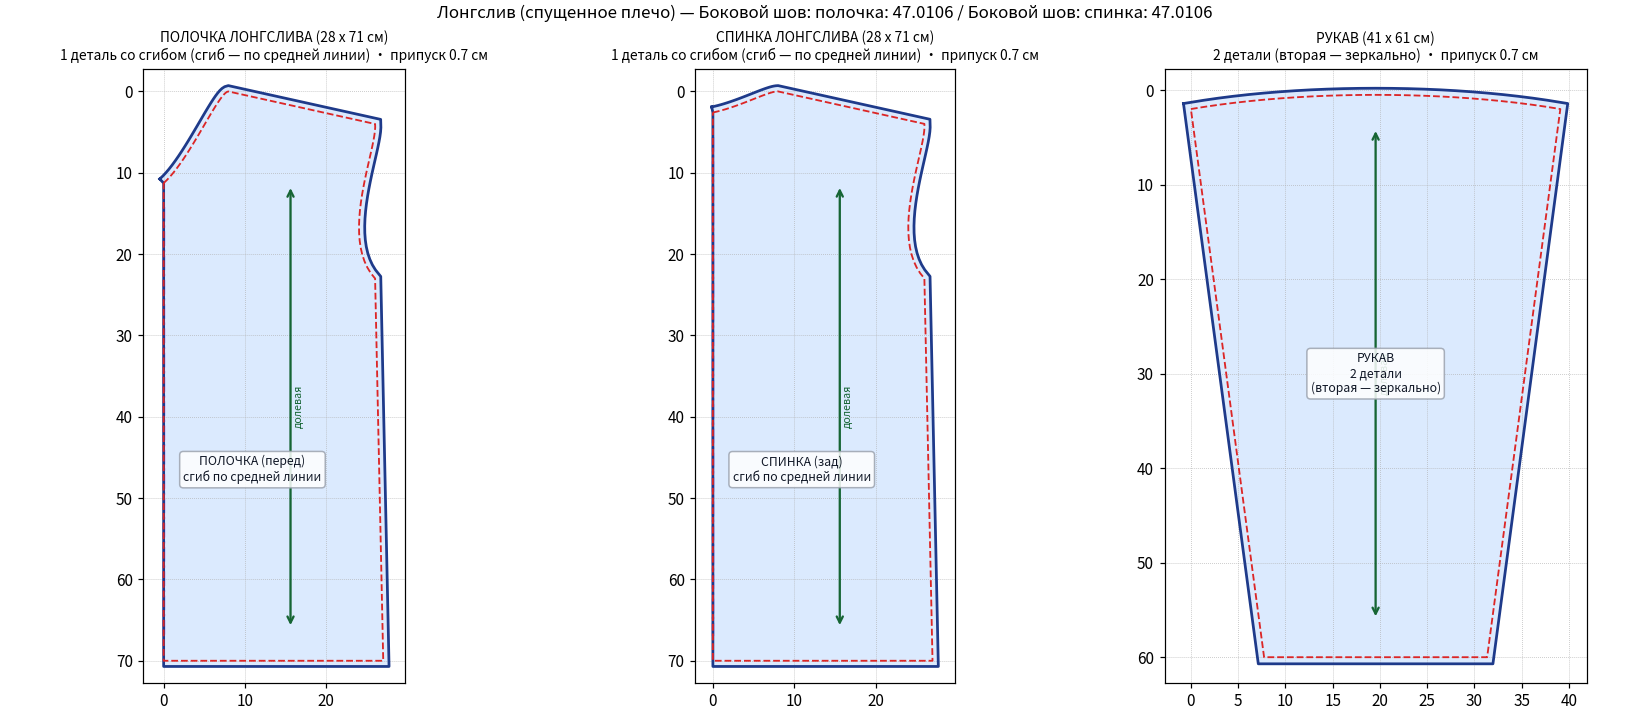 Лонгслив (спущенное плечо) — Боковой шов: полочка: 47.0106 / Боковой шов: спинка: 47.0106
ПОЛОЧКА ЛОНГСЛИВА (28 x 71 см)
1 деталь со сгибом (сгиб — по средней линии) • припуск 0.7 см
0
10
20
30
40
50
60
70
долевая
ПОЛОЧКА (перед)
сгиб по средней линии
0
10
20
СПИНКА ЛОНГСЛИВА (28 x 71 см)
1 деталь со сгибом (сгиб — по средней линии) • припуск 0.7 см
0
10
20
30
40
50
60
70
долевая
СПИНКА (зад)
сгиб по средней линии
0
10
20
РУКАВ (41 x 61 см)
2 детали (вторая — зеркально) • припуск 0.7 см
0
10
20
30
40
50
60
РУКАВ
2 детали
(вторая — зеркально)
0
5
10
15
20
25
30
35
40